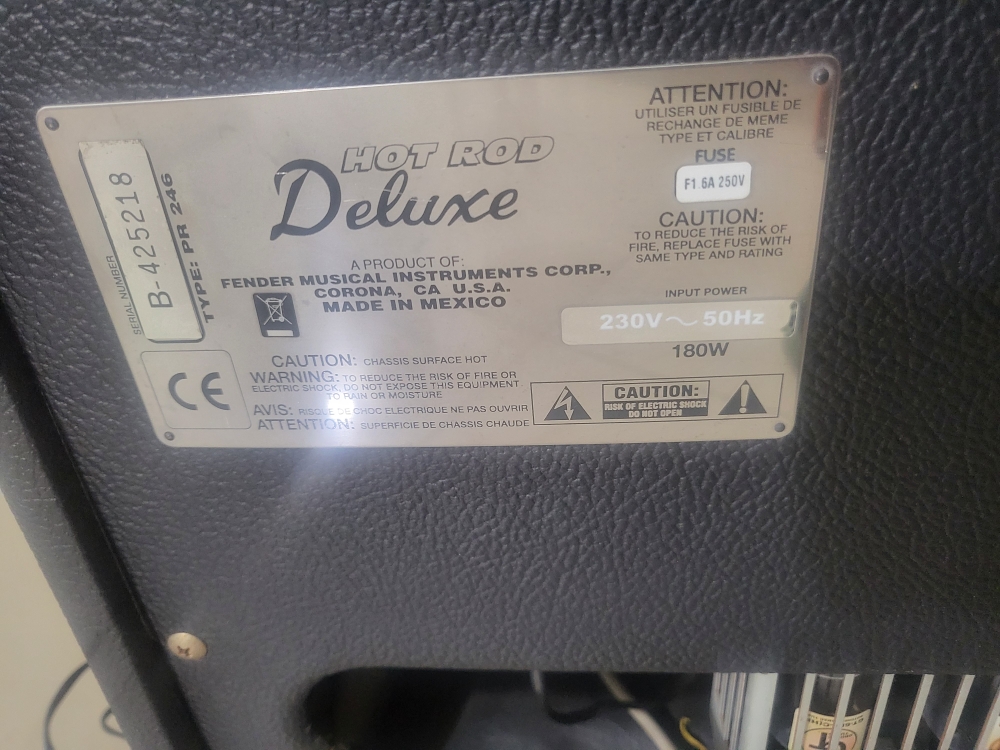 SERIAL NUMBER
B-425218
TYPE: PR 246
HOT ROD
Deluxe
A PRODUCT OF:
FENDER MUSICAL INSTRUMENTS CORP.,
CORONA, CA U.S.A.
MADE IN MEXICO
CE
CAUTION: CHASSIS SURFACE HOT
WARNING: TO REDUCE THE RISK OF FIRE OR
ELECTRIC SHOCK, DO NOT EXPOSE THIS EQUIPMENT
TO RAIN OR MOISTURE
AVIS: RISQUE DE CHOC ELECTRIQUE NE PAS OUVRIR
ATTENTION: SUPERFICIE DE CHASSIS CHAUDE
ATTENTION:
UTILISER UN FUSIBLE DE
RECHANGE DE MEME
TYPE ET CALIBRE
FUSE
F1.6A 250V
CAUTION:
TO REDUCE THE RISK OF
FIRE, REPLACE FUSE WITH
SAME TYPE AND RATING
INPUT POWER
230V～50Hz
180W
CAUTION:
RISK OF ELECTRIC SHOCK
DO NOT OPEN